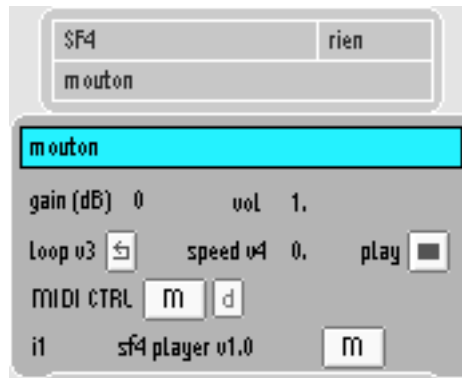 SF4 rien
mouton
mouton
gain (dB) 0 vol 1.
loop v3 speed v4 0. play
MIDI CTRL m d
i1 sf4 player v1.0 m